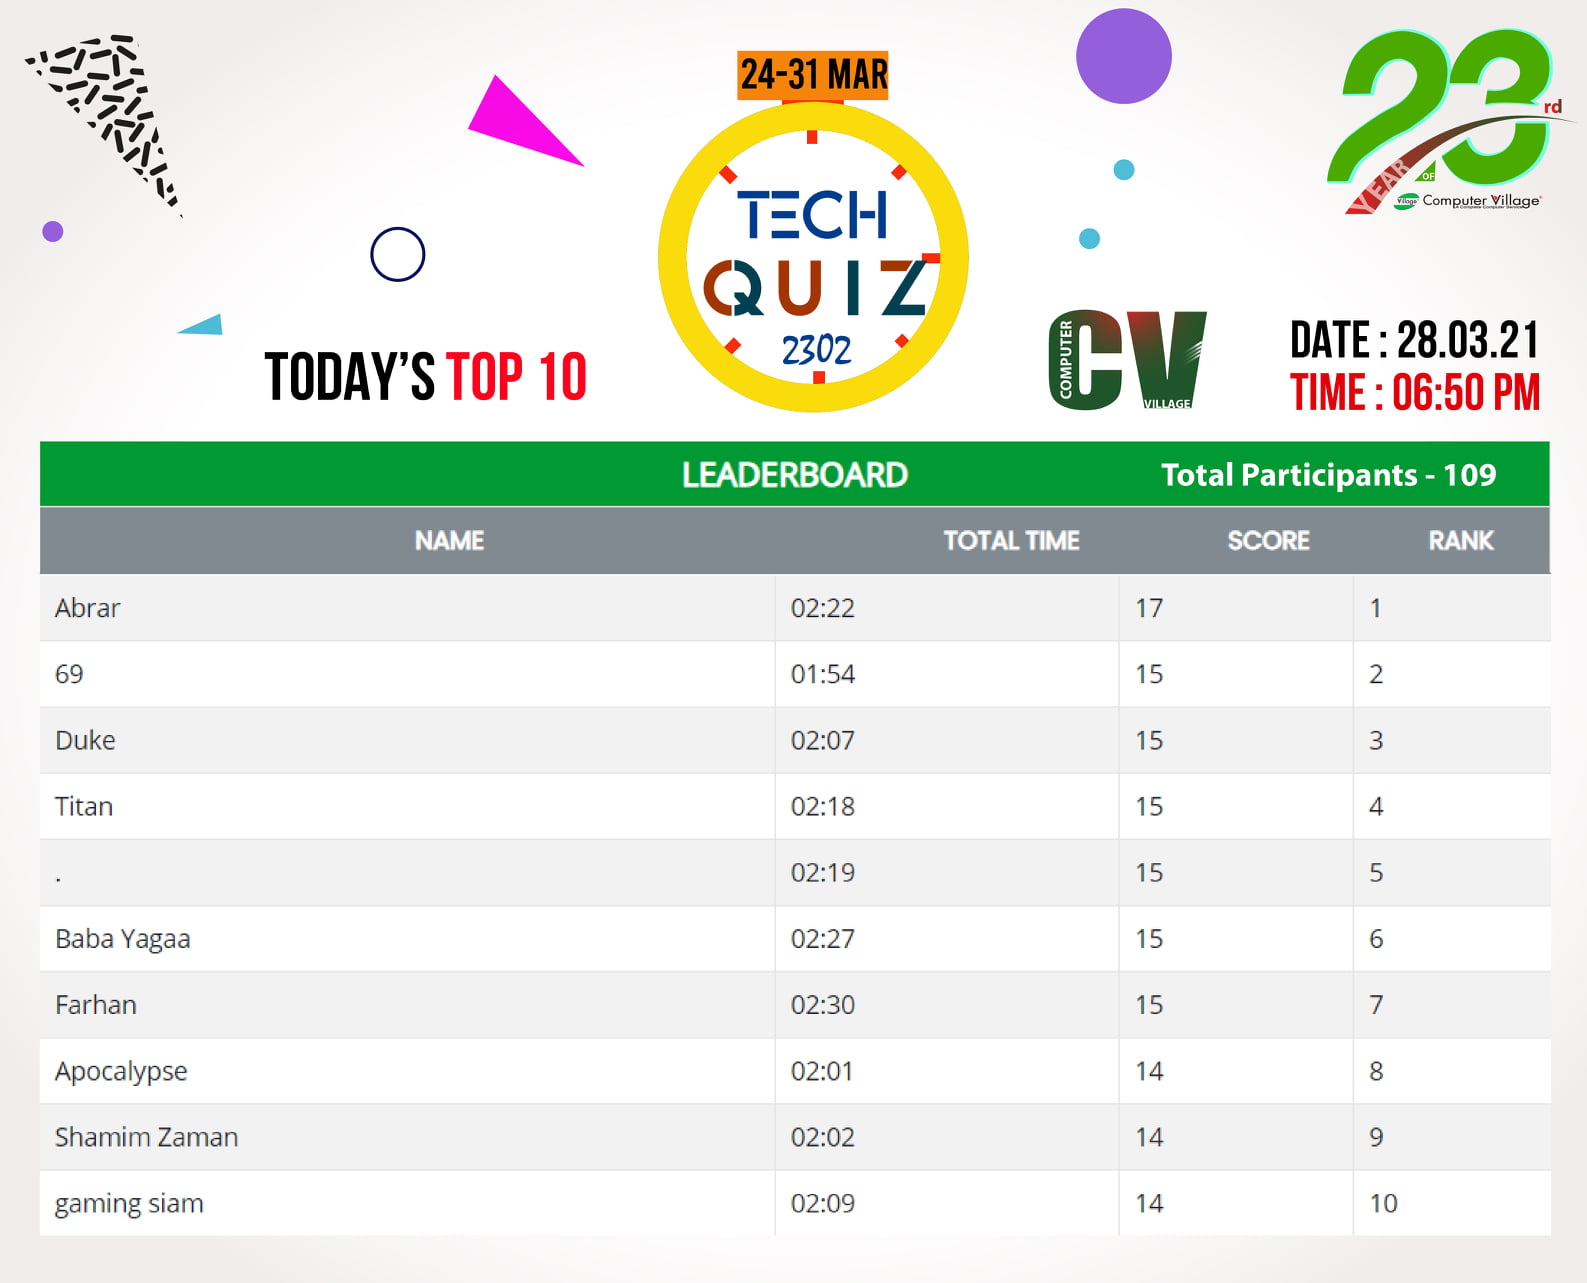 24-31 MAR
TECH
QUIZ
2302
23rd
YEAR OF
Village
Computer Village
A Complete Computer Service
TODAY'S TOP 10
COMPUTER
CV
VILLAGE
DATE : 28.03.21
TIME : 06:50 PM
LEADERBOARD Total Participants - 109
NAME TOTAL TIME SCORE RANK
Abrar 02:22 17 1
69 01:54 15 2
Duke 02:07 15 3
Titan 02:18 15 4
. 02:19 15 5
Baba Yagaa 02:27 15 6
Farhan 02:30 15 7
Apocalypse 02:01 14 8
Shamim Zaman 02:02 14 9
gaming siam 02:09 14 10